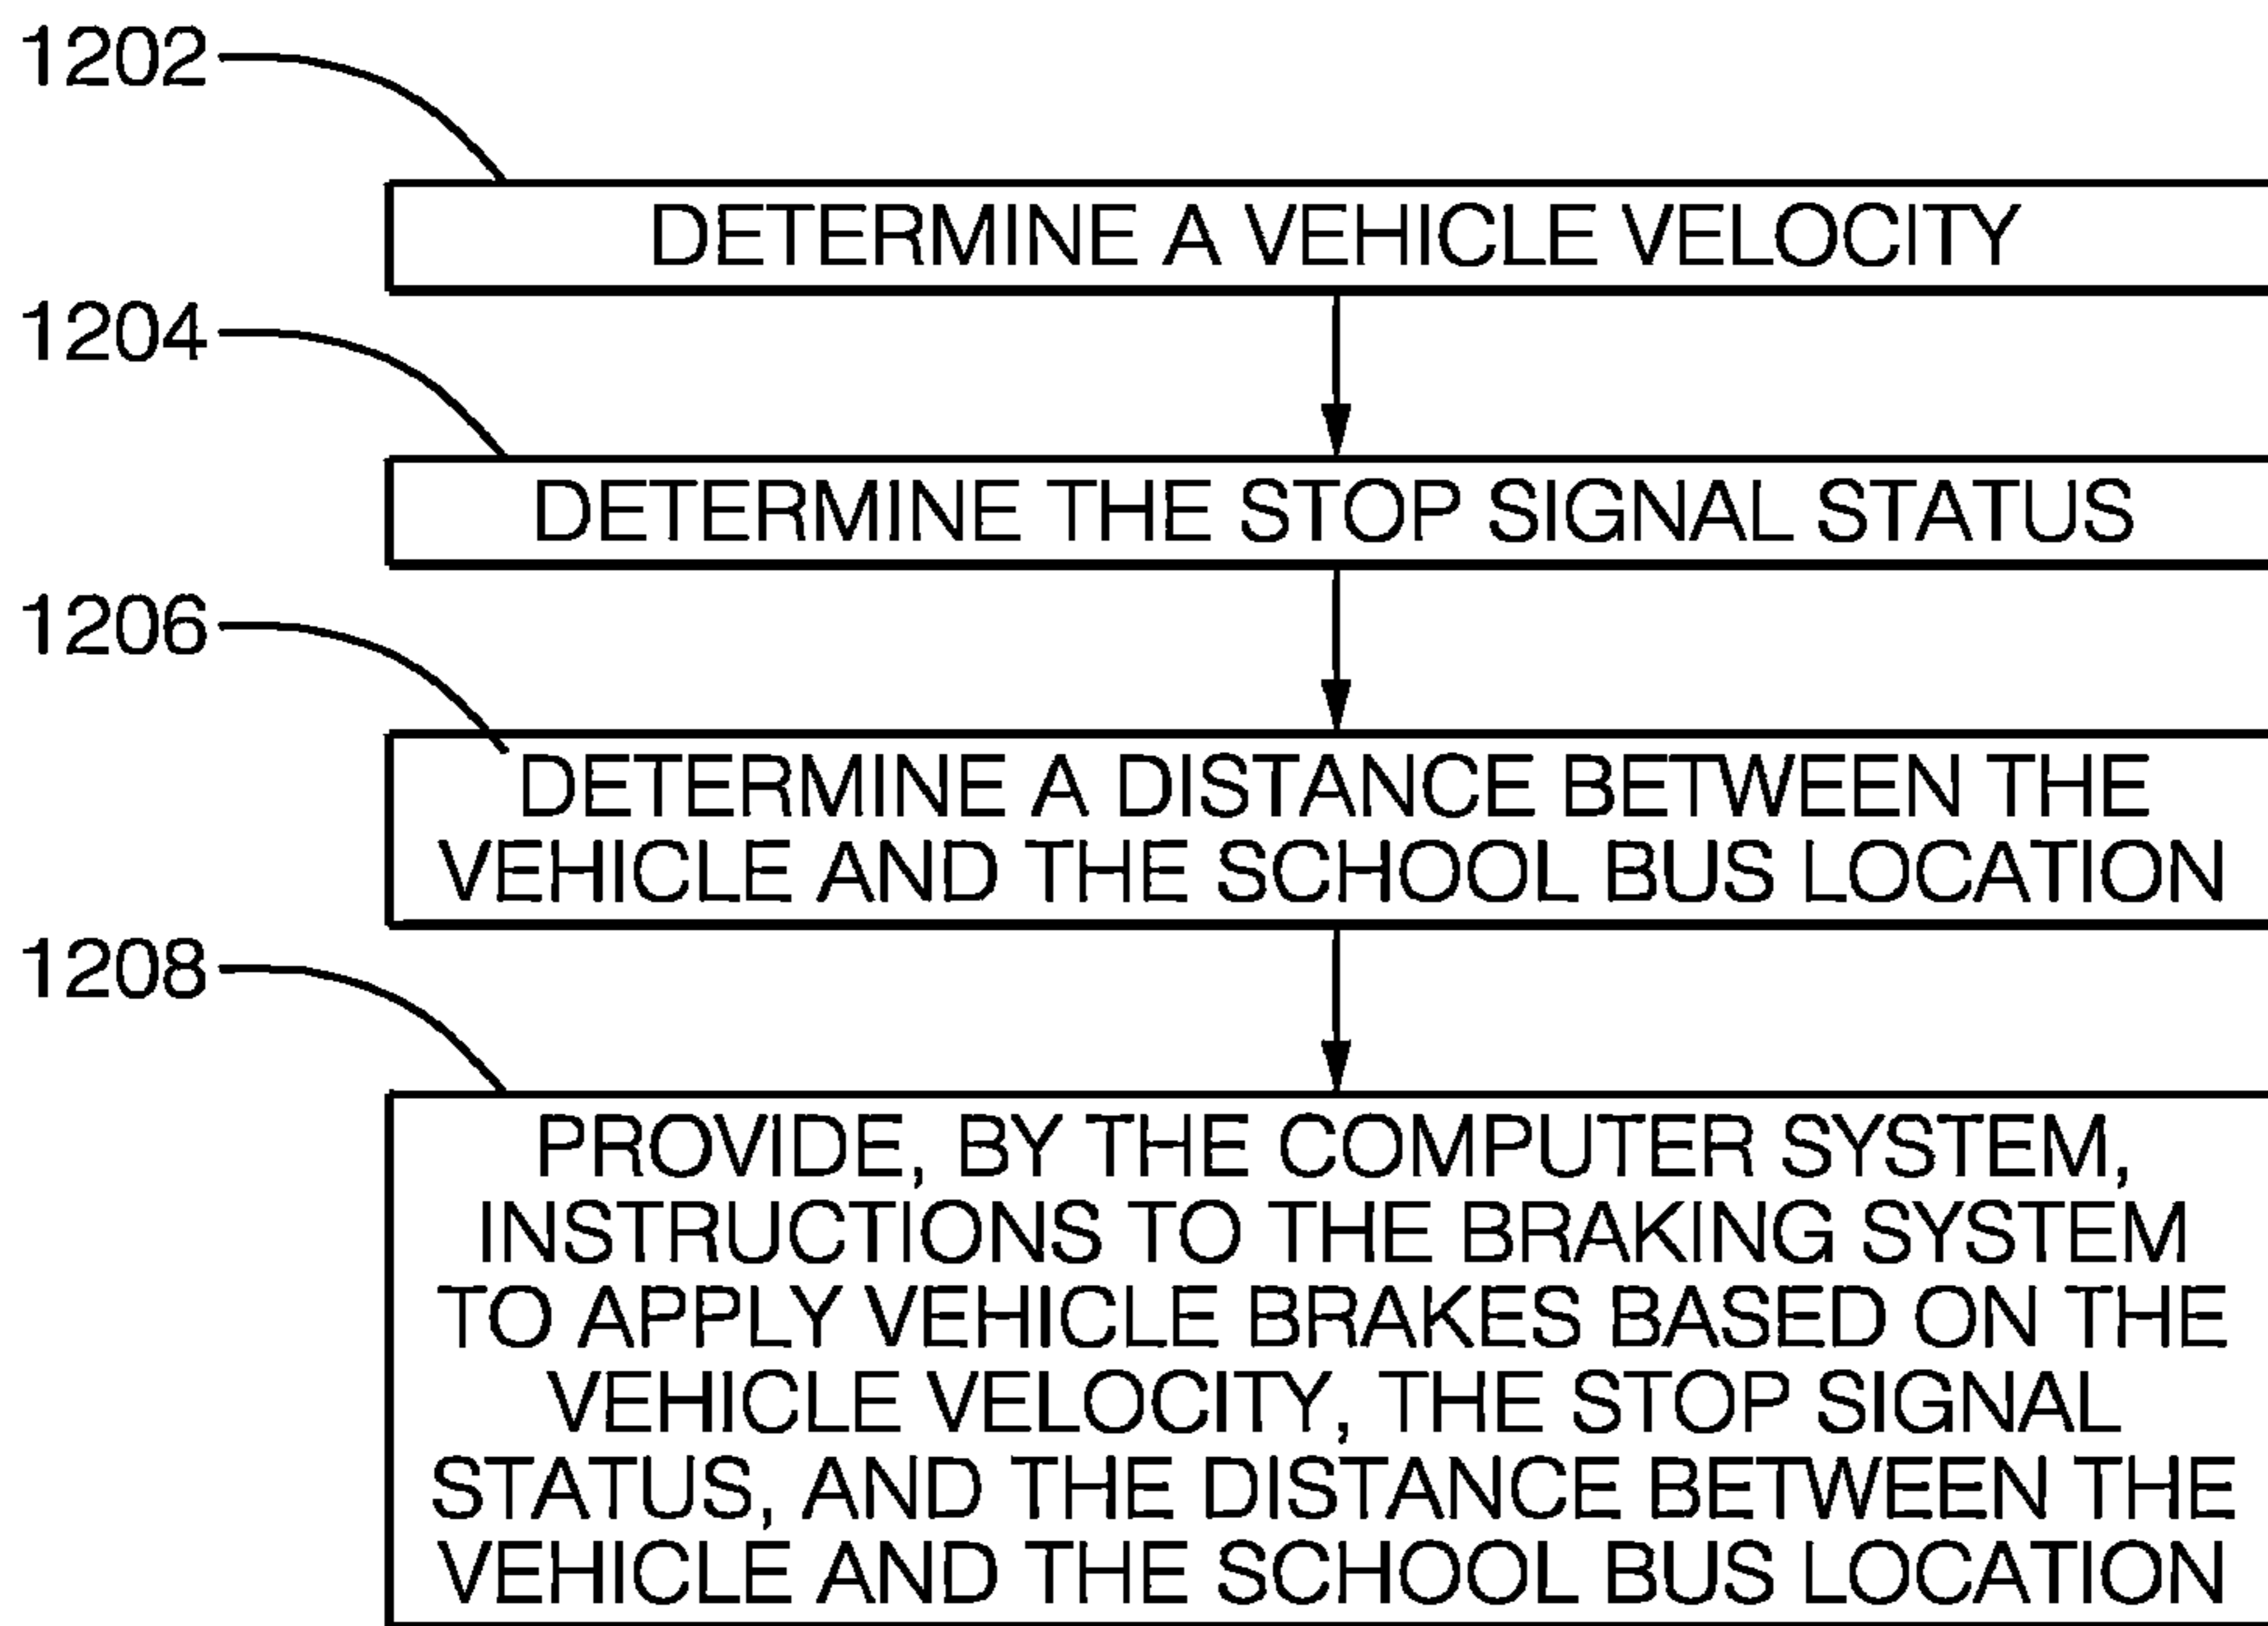 1202
DETERMINE A VEHICLE VELOCITY
1204
DETERMINE THE STOP SIGNAL STATUS
1206
DETERMINE A DISTANCE BETWEEN THE
VEHICLE AND THE SCHOOL BUS LOCATION
1208
PROVIDE, BY THE COMPUTER SYSTEM,
INSTRUCTIONS TO THE BRAKING SYSTEM
TO APPLY VEHICLE BRAKES BASED ON THE
VEHICLE VELOCITY, THE STOP SIGNAL
STATUS, AND THE DISTANCE BETWEEN THE
VEHICLE AND THE SCHOOL BUS LOCATION